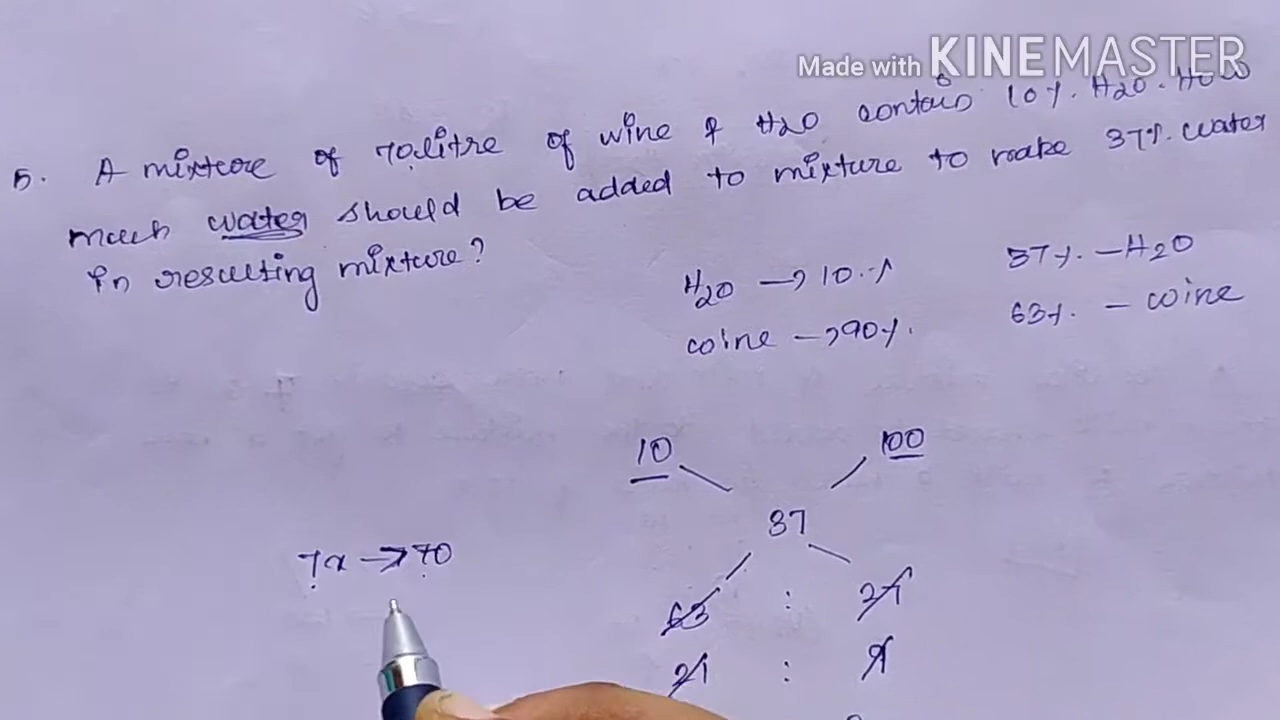 Made with KINEMASTER
5. A mixture of 70litre of wine & H2O contais 10%. H2O. How
much water should be added to mixture to make 37% water
in resulting mixture?
H2O → 10%
37% - H2O
wine → 90%.
63% - wine
10 100
37
7x → 70
63 : 27
21 : 9